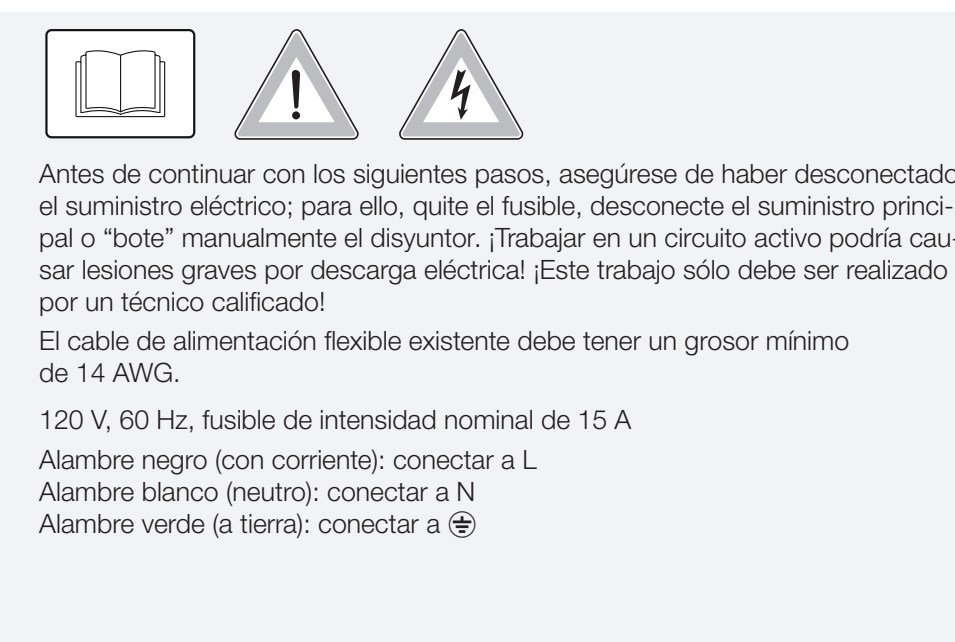 Antes de continuar con los siguientes pasos, asegúrese de haber desconectado
el suministro eléctrico; para ello, quite el fusible, desconecte el suministro princi-
pal o “bote” manualmente el disyuntor. ¡Trabajar en un circuito activo podría cau-
sar lesiones graves por descarga eléctrica! ¡Este trabajo sólo debe ser realizado
por un técnico calificado!
El cable de alimentación flexible existente debe tener un grosor mínimo
de 14 AWG.
120 V, 60 Hz, fusible de intensidad nominal de 15 A
Alambre negro (con corriente): conectar a L
Alambre blanco (neutro): conectar a N
Alambre verde (a tierra): conectar a ⏚